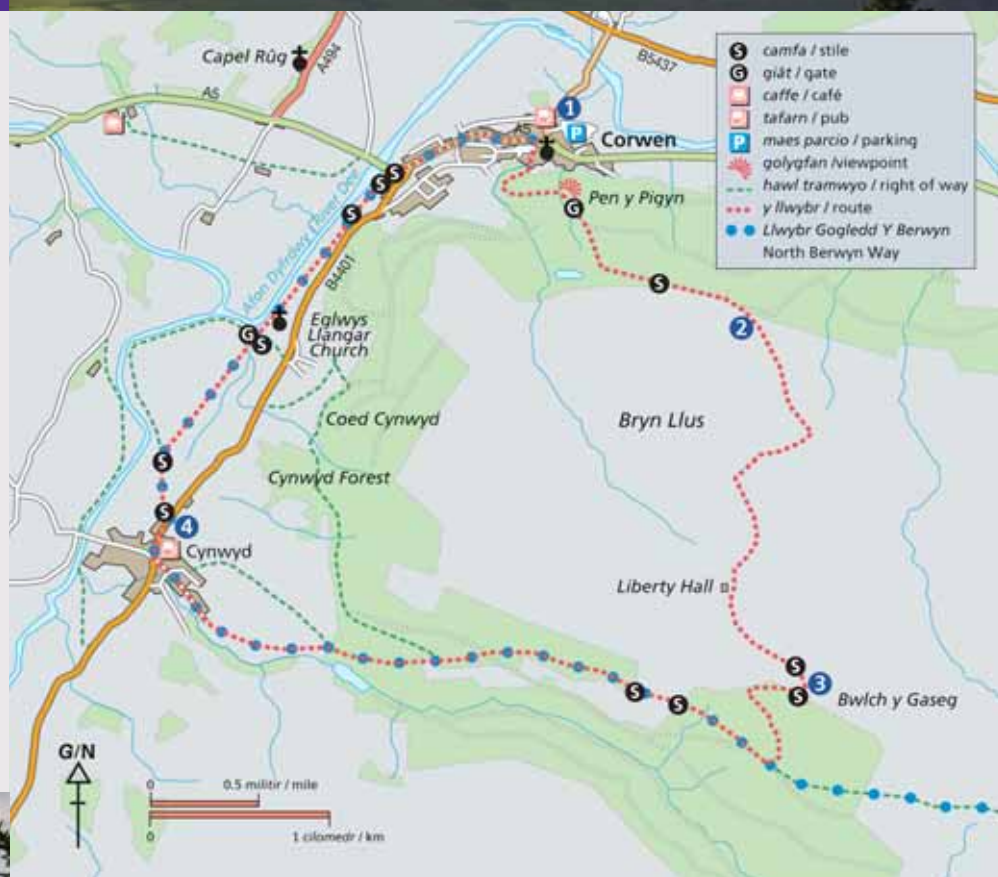 Capel Rûg
A494
B5437
A5
1
A5
P
Corwen
Pen y Pigyn
G
S
S
S
S
2
Afon Dyfrdwy / River Dee
B4401
G
S
Eglwys
Llangar
Church
Coed Cynwyd
Bryn Llus
Cynwyd Forest
S
S
4
Cynwyd
Liberty Hall
S
3
S
Bwlch y Gaseg
S
S
G/N
0
0.5 militir / mile
0
1 cilomedr / km
S camfa / stile
G giât / gate
caffe / café
tafarn / pub
P maes parcio / parking
golygfan /viewpoint
hawl tramwyo / right of way
y llwybr / route
Llwybr Gogledd Y Berwyn
North Berwyn Way